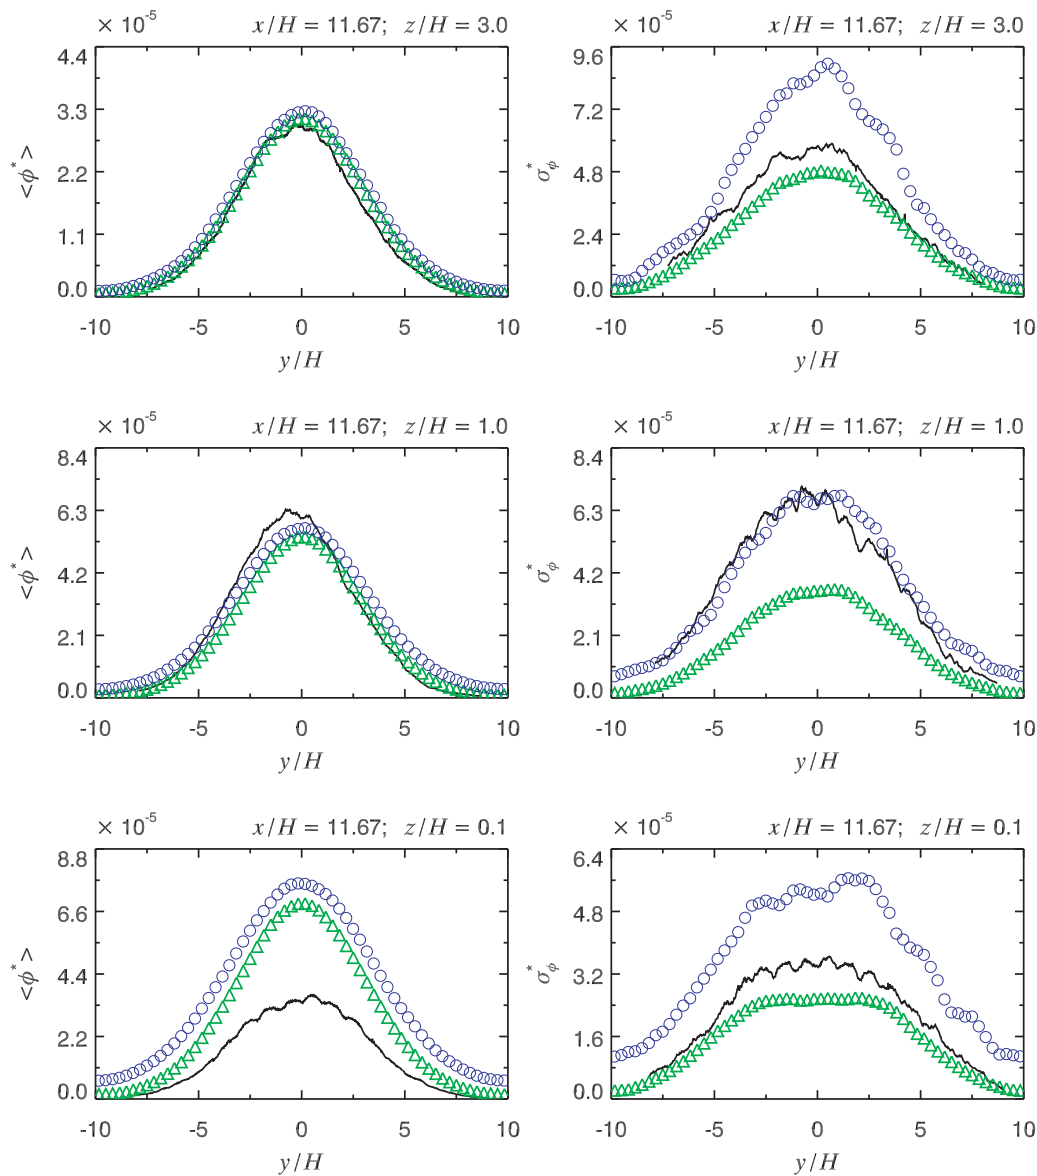 × 10⁻⁵ x/H = 11.67; z/H = 3.0
4.4
3.3
2.2
1.1
0.0
<ϕ*>
-10 -5 0 5 10
y/H
× 10⁻⁵ x/H = 11.67; z/H = 3.0
9.6
7.2
4.8
2.4
0.0
σ*ϕ
-10 -5 0 5 10
y/H
× 10⁻⁵ x/H = 11.67; z/H = 1.0
8.4
6.3
4.2
2.1
0.0
<ϕ*>
-10 -5 0 5 10
y/H
× 10⁻⁵ x/H = 11.67; z/H = 1.0
8.4
6.3
4.2
2.1
0.0
σ*ϕ
-10 -5 0 5 10
y/H
× 10⁻⁵ x/H = 11.67; z/H = 0.1
8.8
6.6
4.4
2.2
0.0
<ϕ*>
-10 -5 0 5 10
y/H
× 10⁻⁵ x/H = 11.67; z/H = 0.1
6.4
4.8
3.2
1.6
0.0
σ*ϕ
-10 -5 0 5 10
y/H